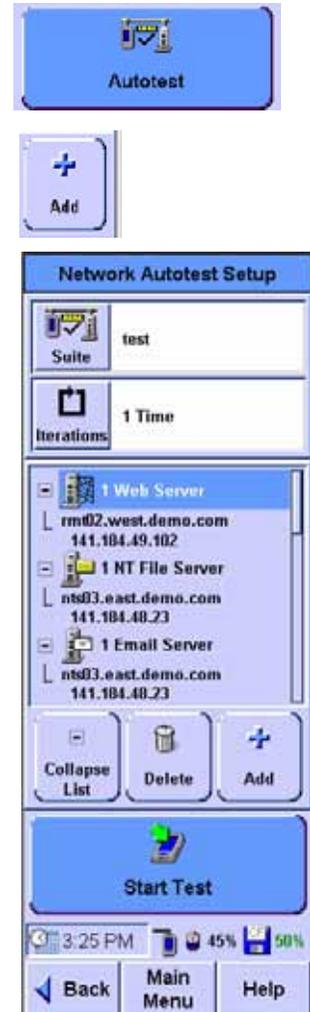 Autotest
Add
Network Autotest Setup
Suite
test
Iterations
1 Time
1 Web Server
rmt02.west.demo.com
141.184.49.102
1 NT File Server
nts03.east.demo.com
141.184.48.23
1 Email Server
nts03.east.demo.com
141.184.48.23
Collapse List
Delete
Add
Start Test
3:25 PM
45%
50%
Back
Main Menu
Help